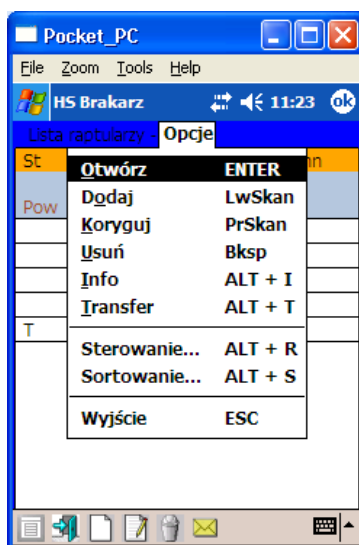 Pocket_PC
File Zoom Tools Help
HS Brakarz 11:23 ok
Lista raptularzy - Opcje
St
Pow
Otwórz ENTER
Dodaj LwSkan
Koryguj PrSkan
Usuń Bksp
Info ALT + I
Transfer ALT + T
T
Sterowanie... ALT + R
Sortowanie... ALT + S
Wyjście ESC